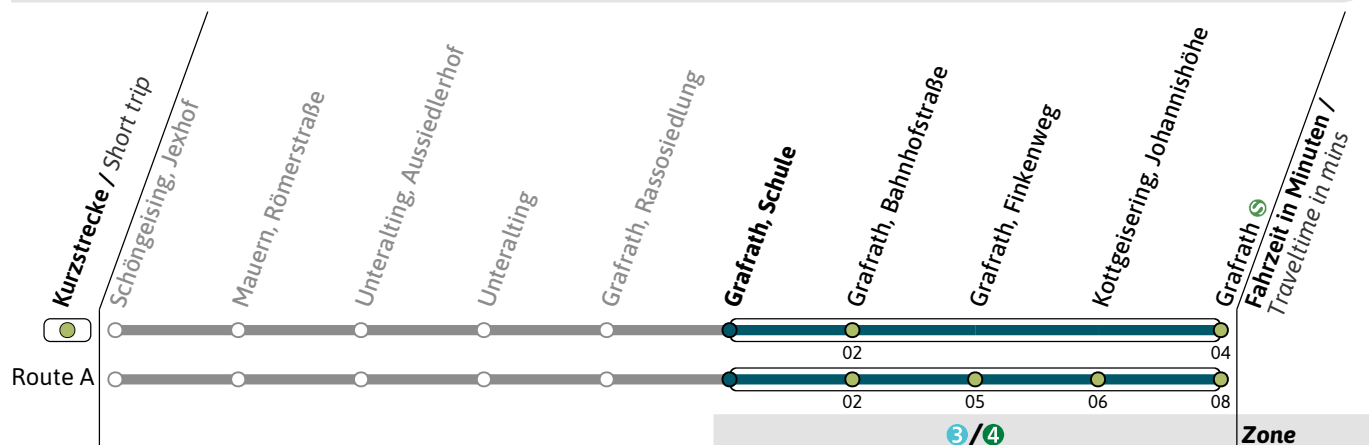 Kurzstrecke / Short trip
Schöngeising, Jexhof
Mauern, Römerstraße
Unteralting, Aussiedlerhof
Unteralting
Grafrath, Rassosiedlung
Grafrath, Schule
Grafrath, Bahnhofstraße
Grafrath, Finkenweg
Kottgeisering, Johannishöhe
Grafrath S
Fahrzeit in Minuten /
Traveltime in mins
02 04
Route A
02 05 06 08
3/4 Zone